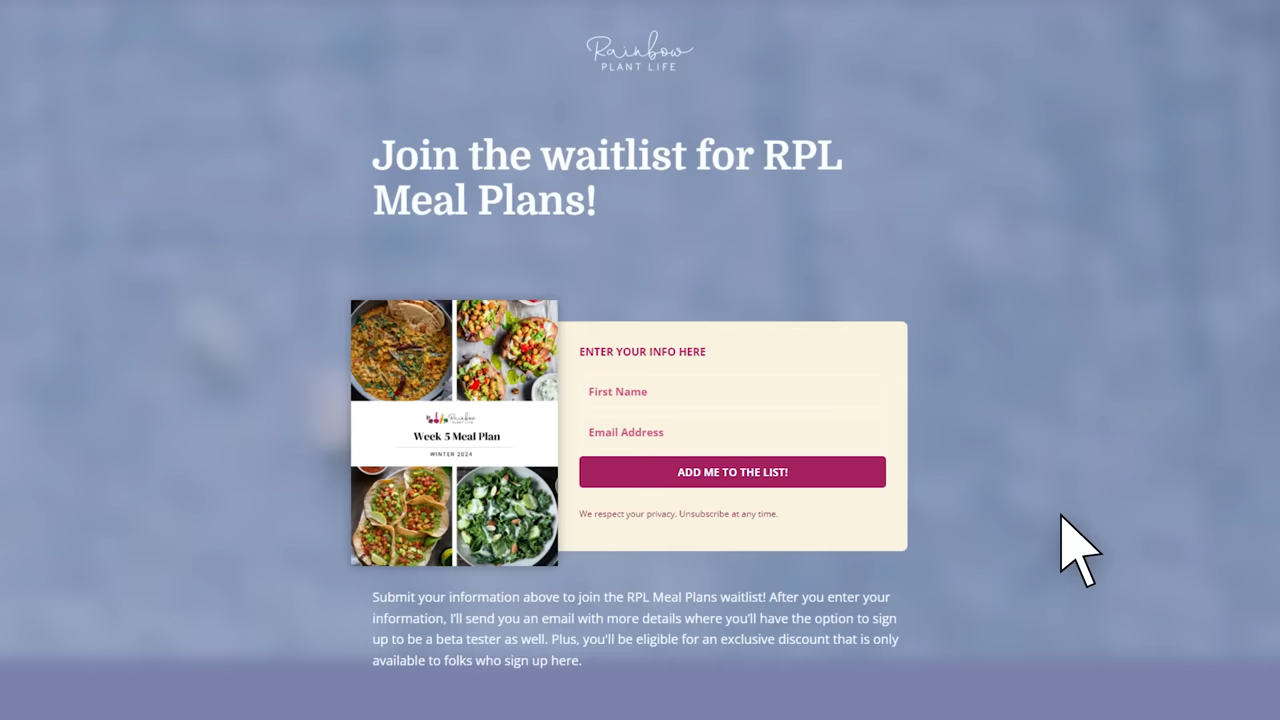 Rainbow
PLANT LIFE
Join the waitlist for RPL
Meal Plans!
Rainbow
PLANT LIFE
Week 5 Meal Plan
WINTER 2024
ENTER YOUR INFO HERE
First Name
Email Address
ADD ME TO THE LIST!
We respect your privacy. Unsubscribe at any time.
Submit your information above to join the RPL Meal Plans waitlist! After you enter your
information, I'll send you an email with more details where you'll have the option to sign
up to be a beta tester as well. Plus, you'll be eligible for an exclusive discount that is only
available to folks who sign up here.